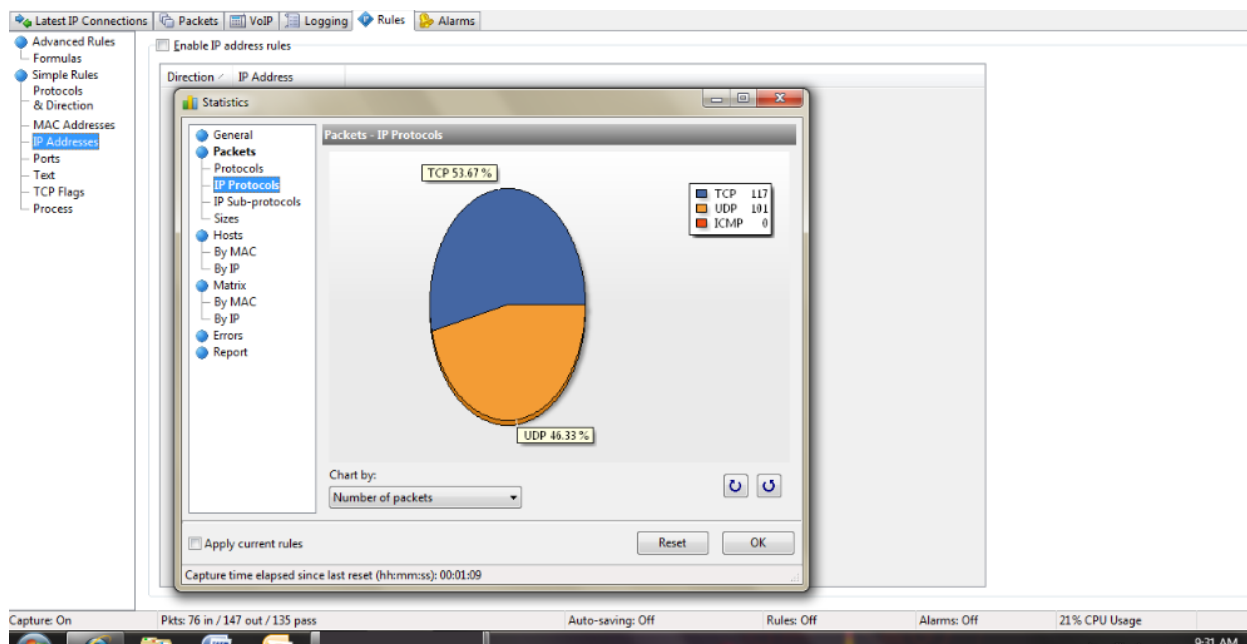 Latest IP Connections Packets VoIP Logging Rules Alarms
Advanced Rules
Formulas
Simple Rules
Protocols
& Direction
MAC Addresses
IP Addresses
Ports
Text
TCP Flags
Process
Enable IP address rules
Direction IP Address
Statistics
General
Packets
Protocols
IP Protocols
IP Sub-protocols
Sizes
Hosts
By MAC
By IP
Matrix
By MAC
By IP
Errors
Report
Packets - IP Protocols
TCP 53.67 %
TCP 117
UDP 101
ICMP 0
UDP 46.33 %
Chart by:
Number of packets
Apply current rules
Reset OK
Capture time elapsed since last reset (hh:mm:ss): 00:01:09
Capture: On Pkts: 76 in / 147 out / 135 pass Auto-saving: Off Rules: Off Alarms: Off 21% CPU Usage
9:31 AM